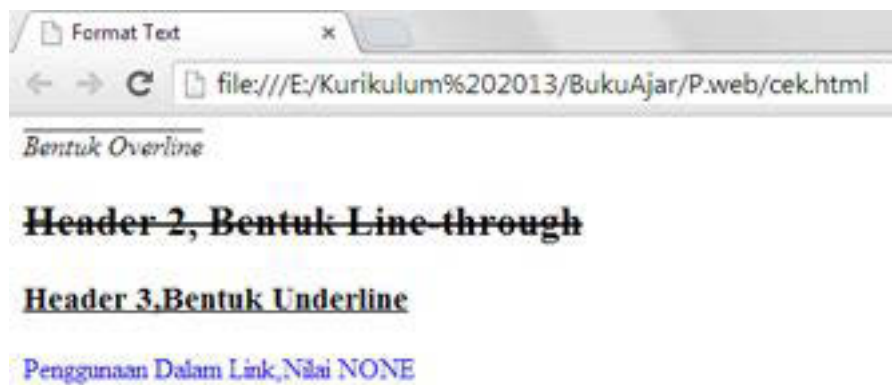 Format Text
file:///E:/Kurikulum%202013/BukuAjar/P.web/cek.html
Bentuk Overline
Header 2, Bentuk Line-through
Header 3,Bentuk Underline
Penggunaan Dalam Link,Nilai NONE